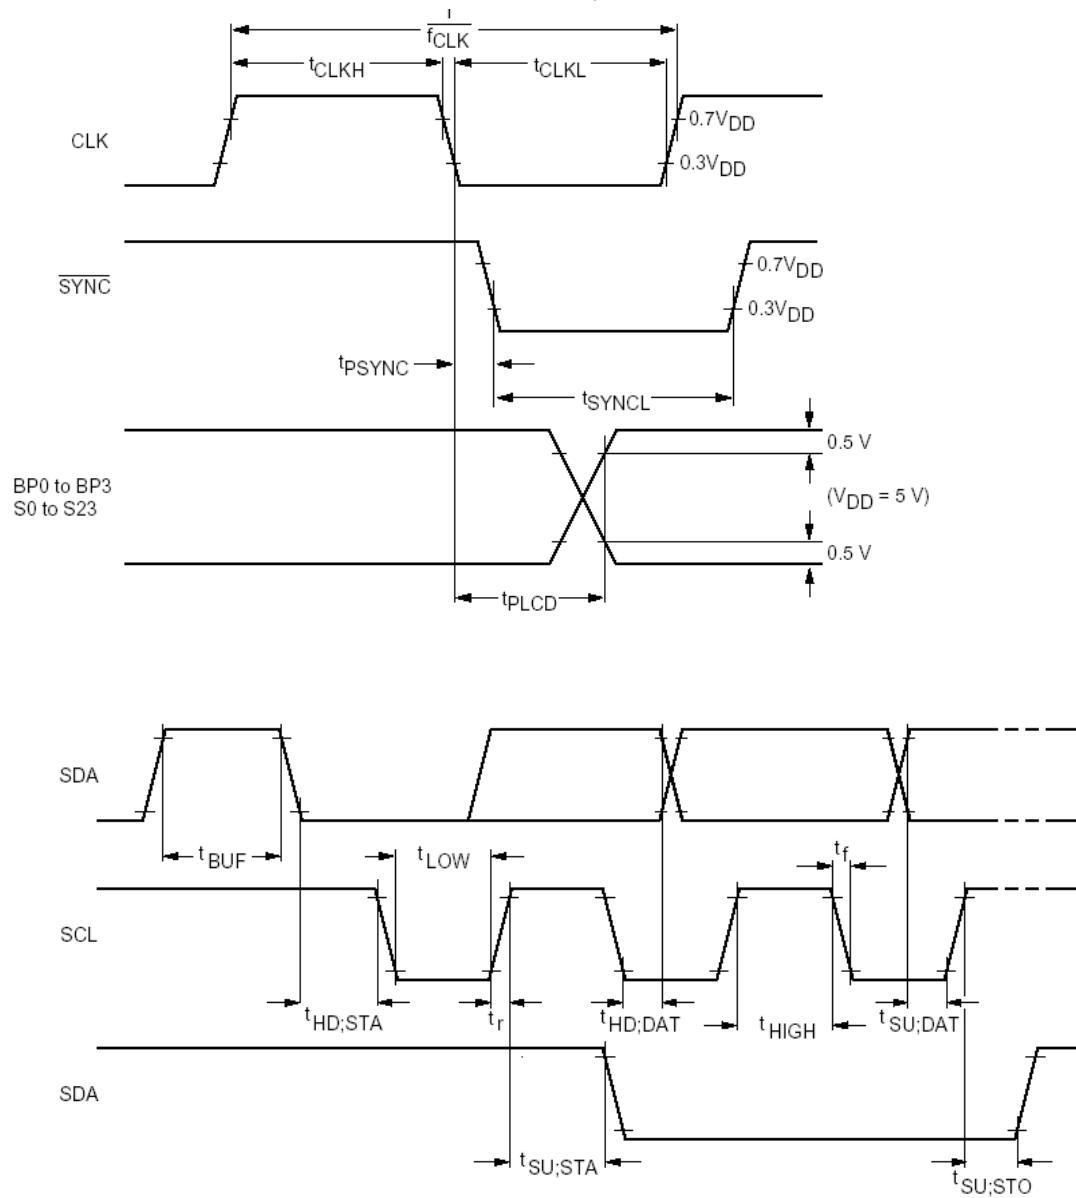 fCLK
tCLKH
tCLKL
CLK
0.7VDD
0.3VDD
SYNC
0.7VDD
0.3VDD
tPSYNC
tSYNCL
BP0 to BP3
S0 to S23
0.5 V
(VDD = 5 V)
0.5 V
tPLCD
SDA
tBUF
tLOW
tf
SCL
tHD;STA
tr
tHD;DAT
tHIGH
tSU;DAT
SDA
tSU;STA
tSU;STO